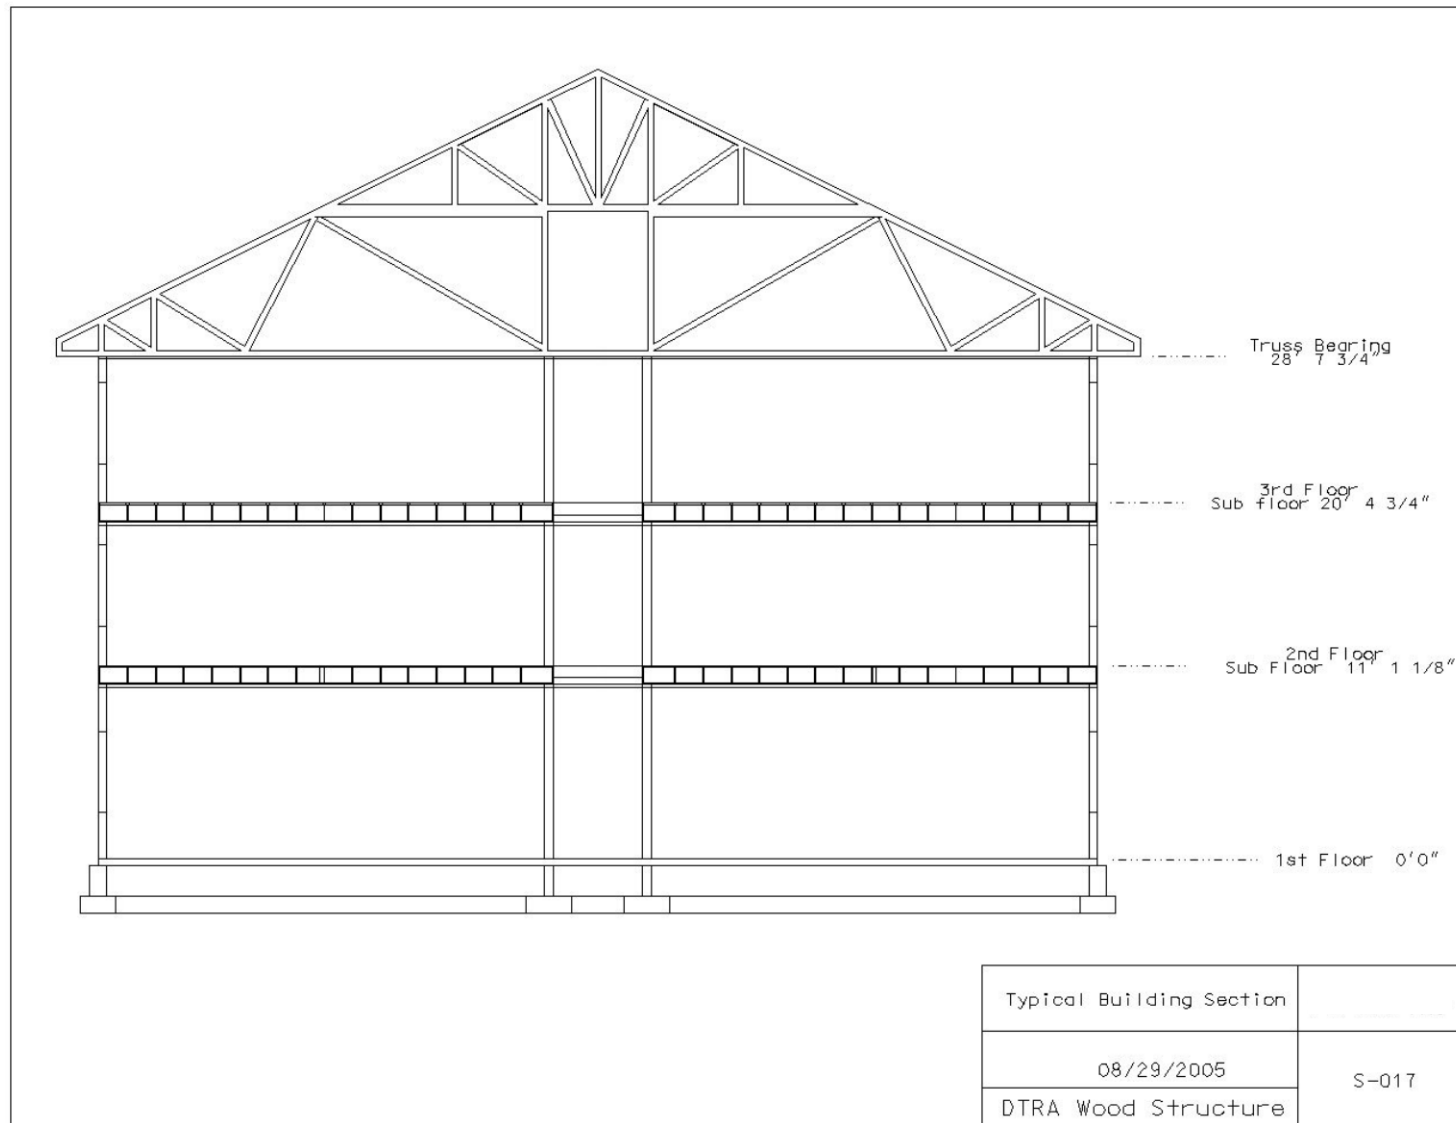 Truss Bearing
28' 7 3/4"
3rd Floor
Sub floor 20' 4 3/4"
2nd Floor
Sub Floor 11' 1 1/8"
1st Floor 0'0"
Typical Building Section
08/29/2005
S-017
DTRA Wood Structure